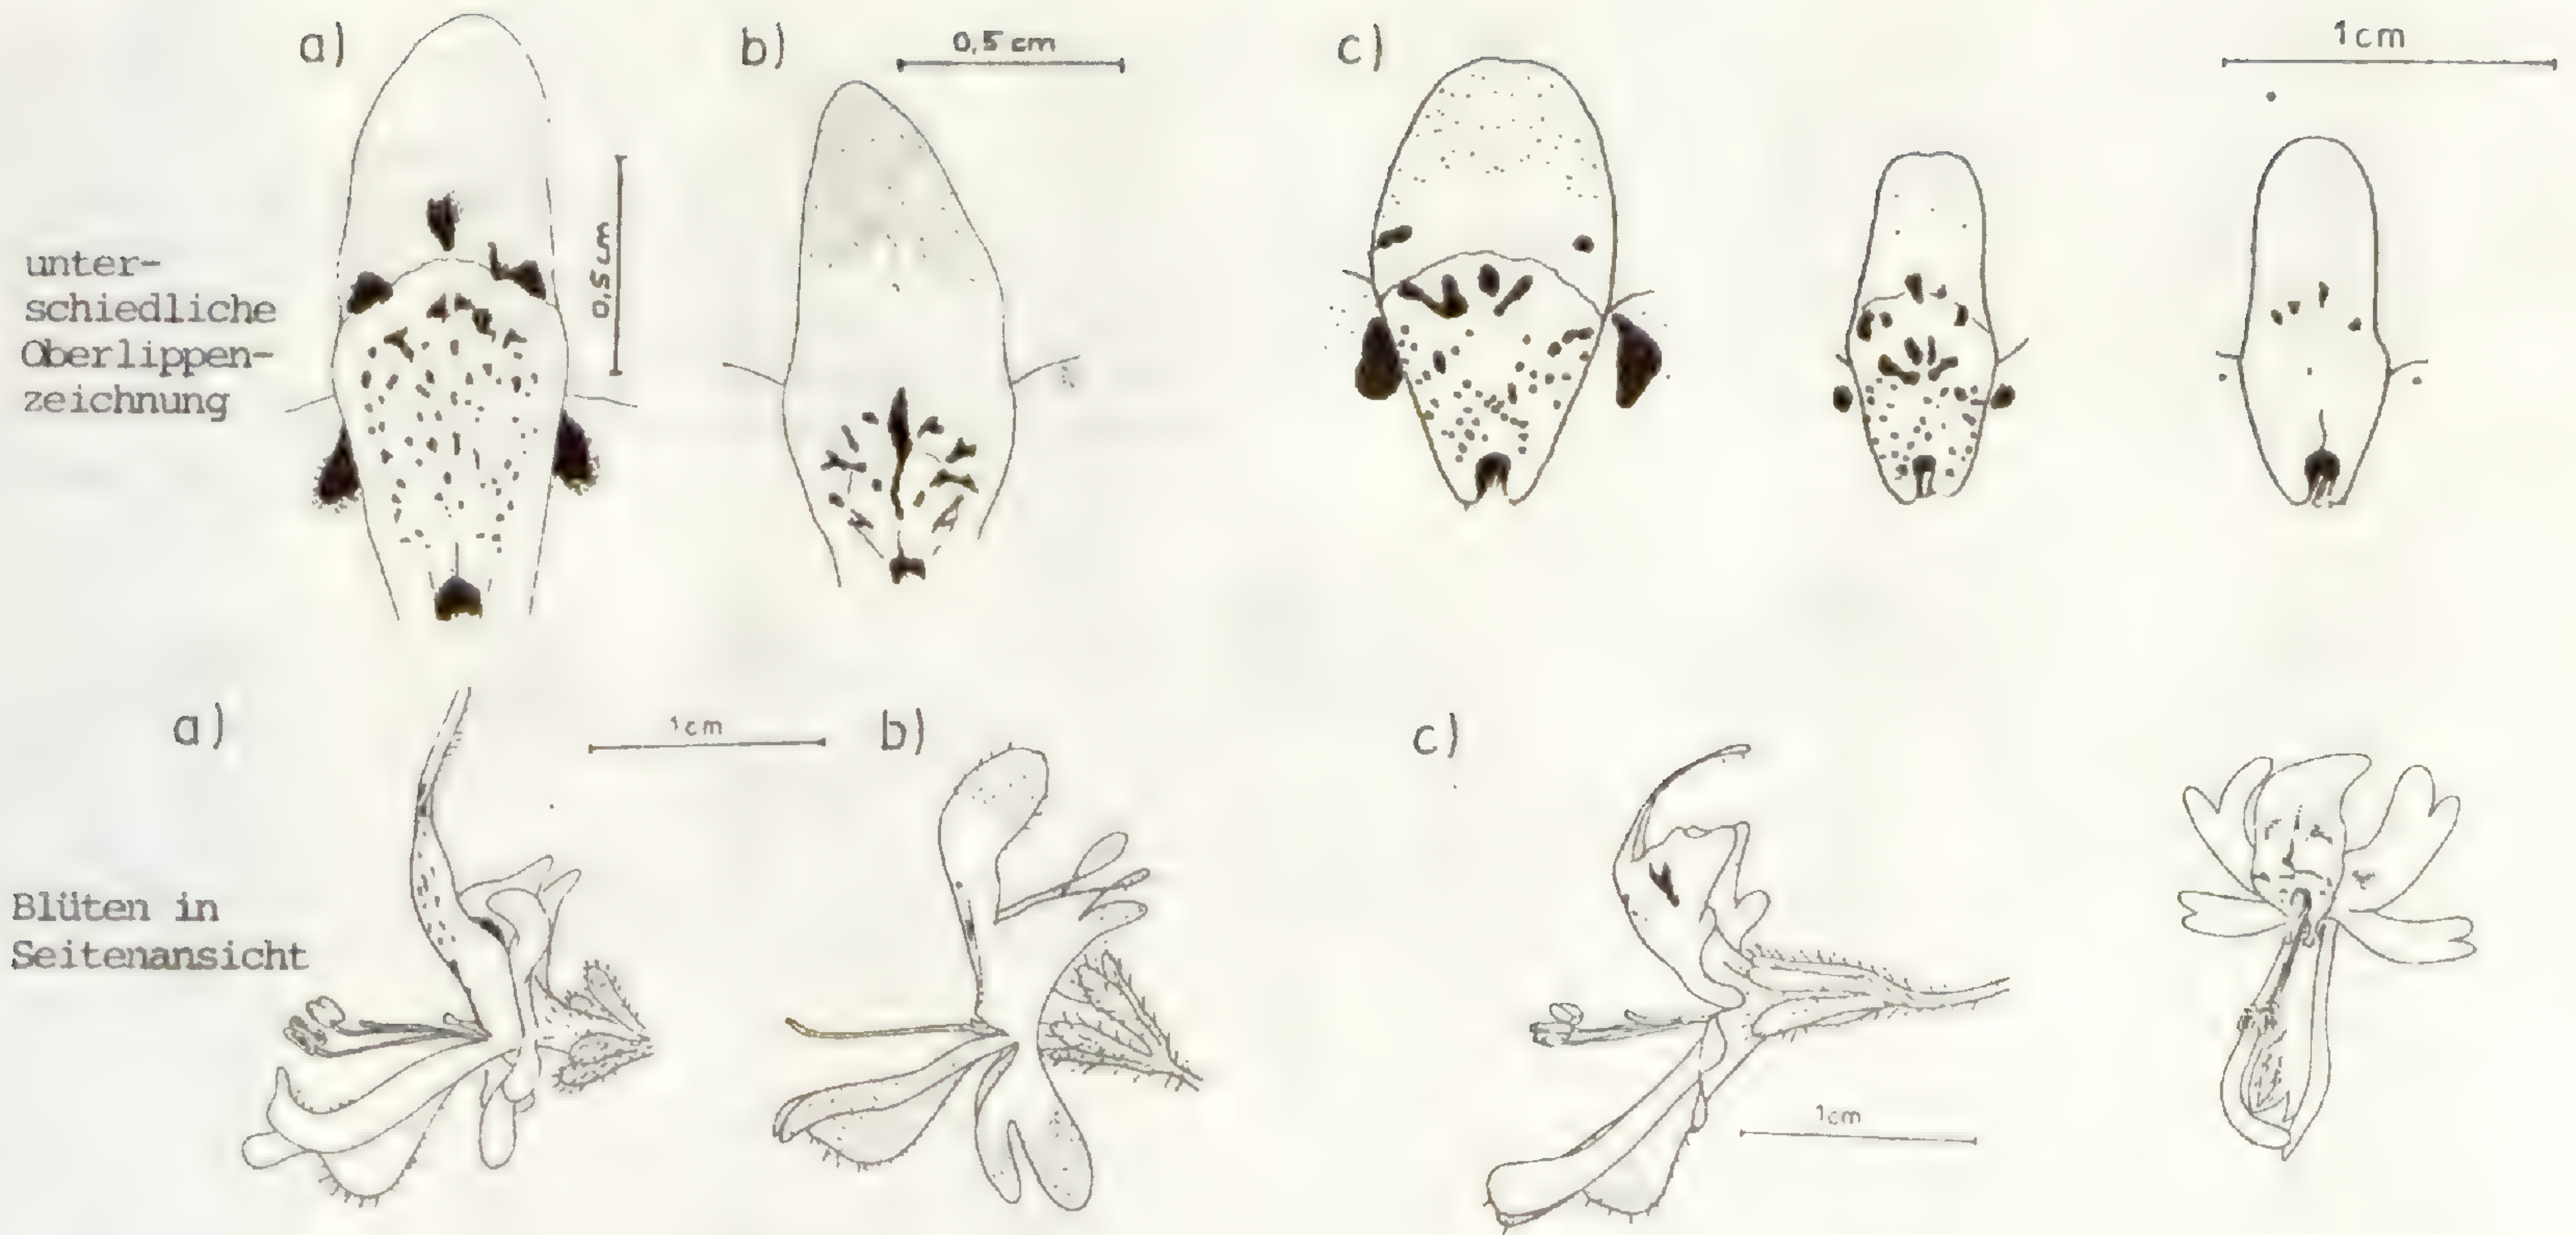 a)
b)
0,5 cm
c)
1cm
unter-
schiedliche
Oberlippen-
zeichnung
0,5 cm
a)
1cm
b)
c)
Blüten in
Seitenansicht
1cm